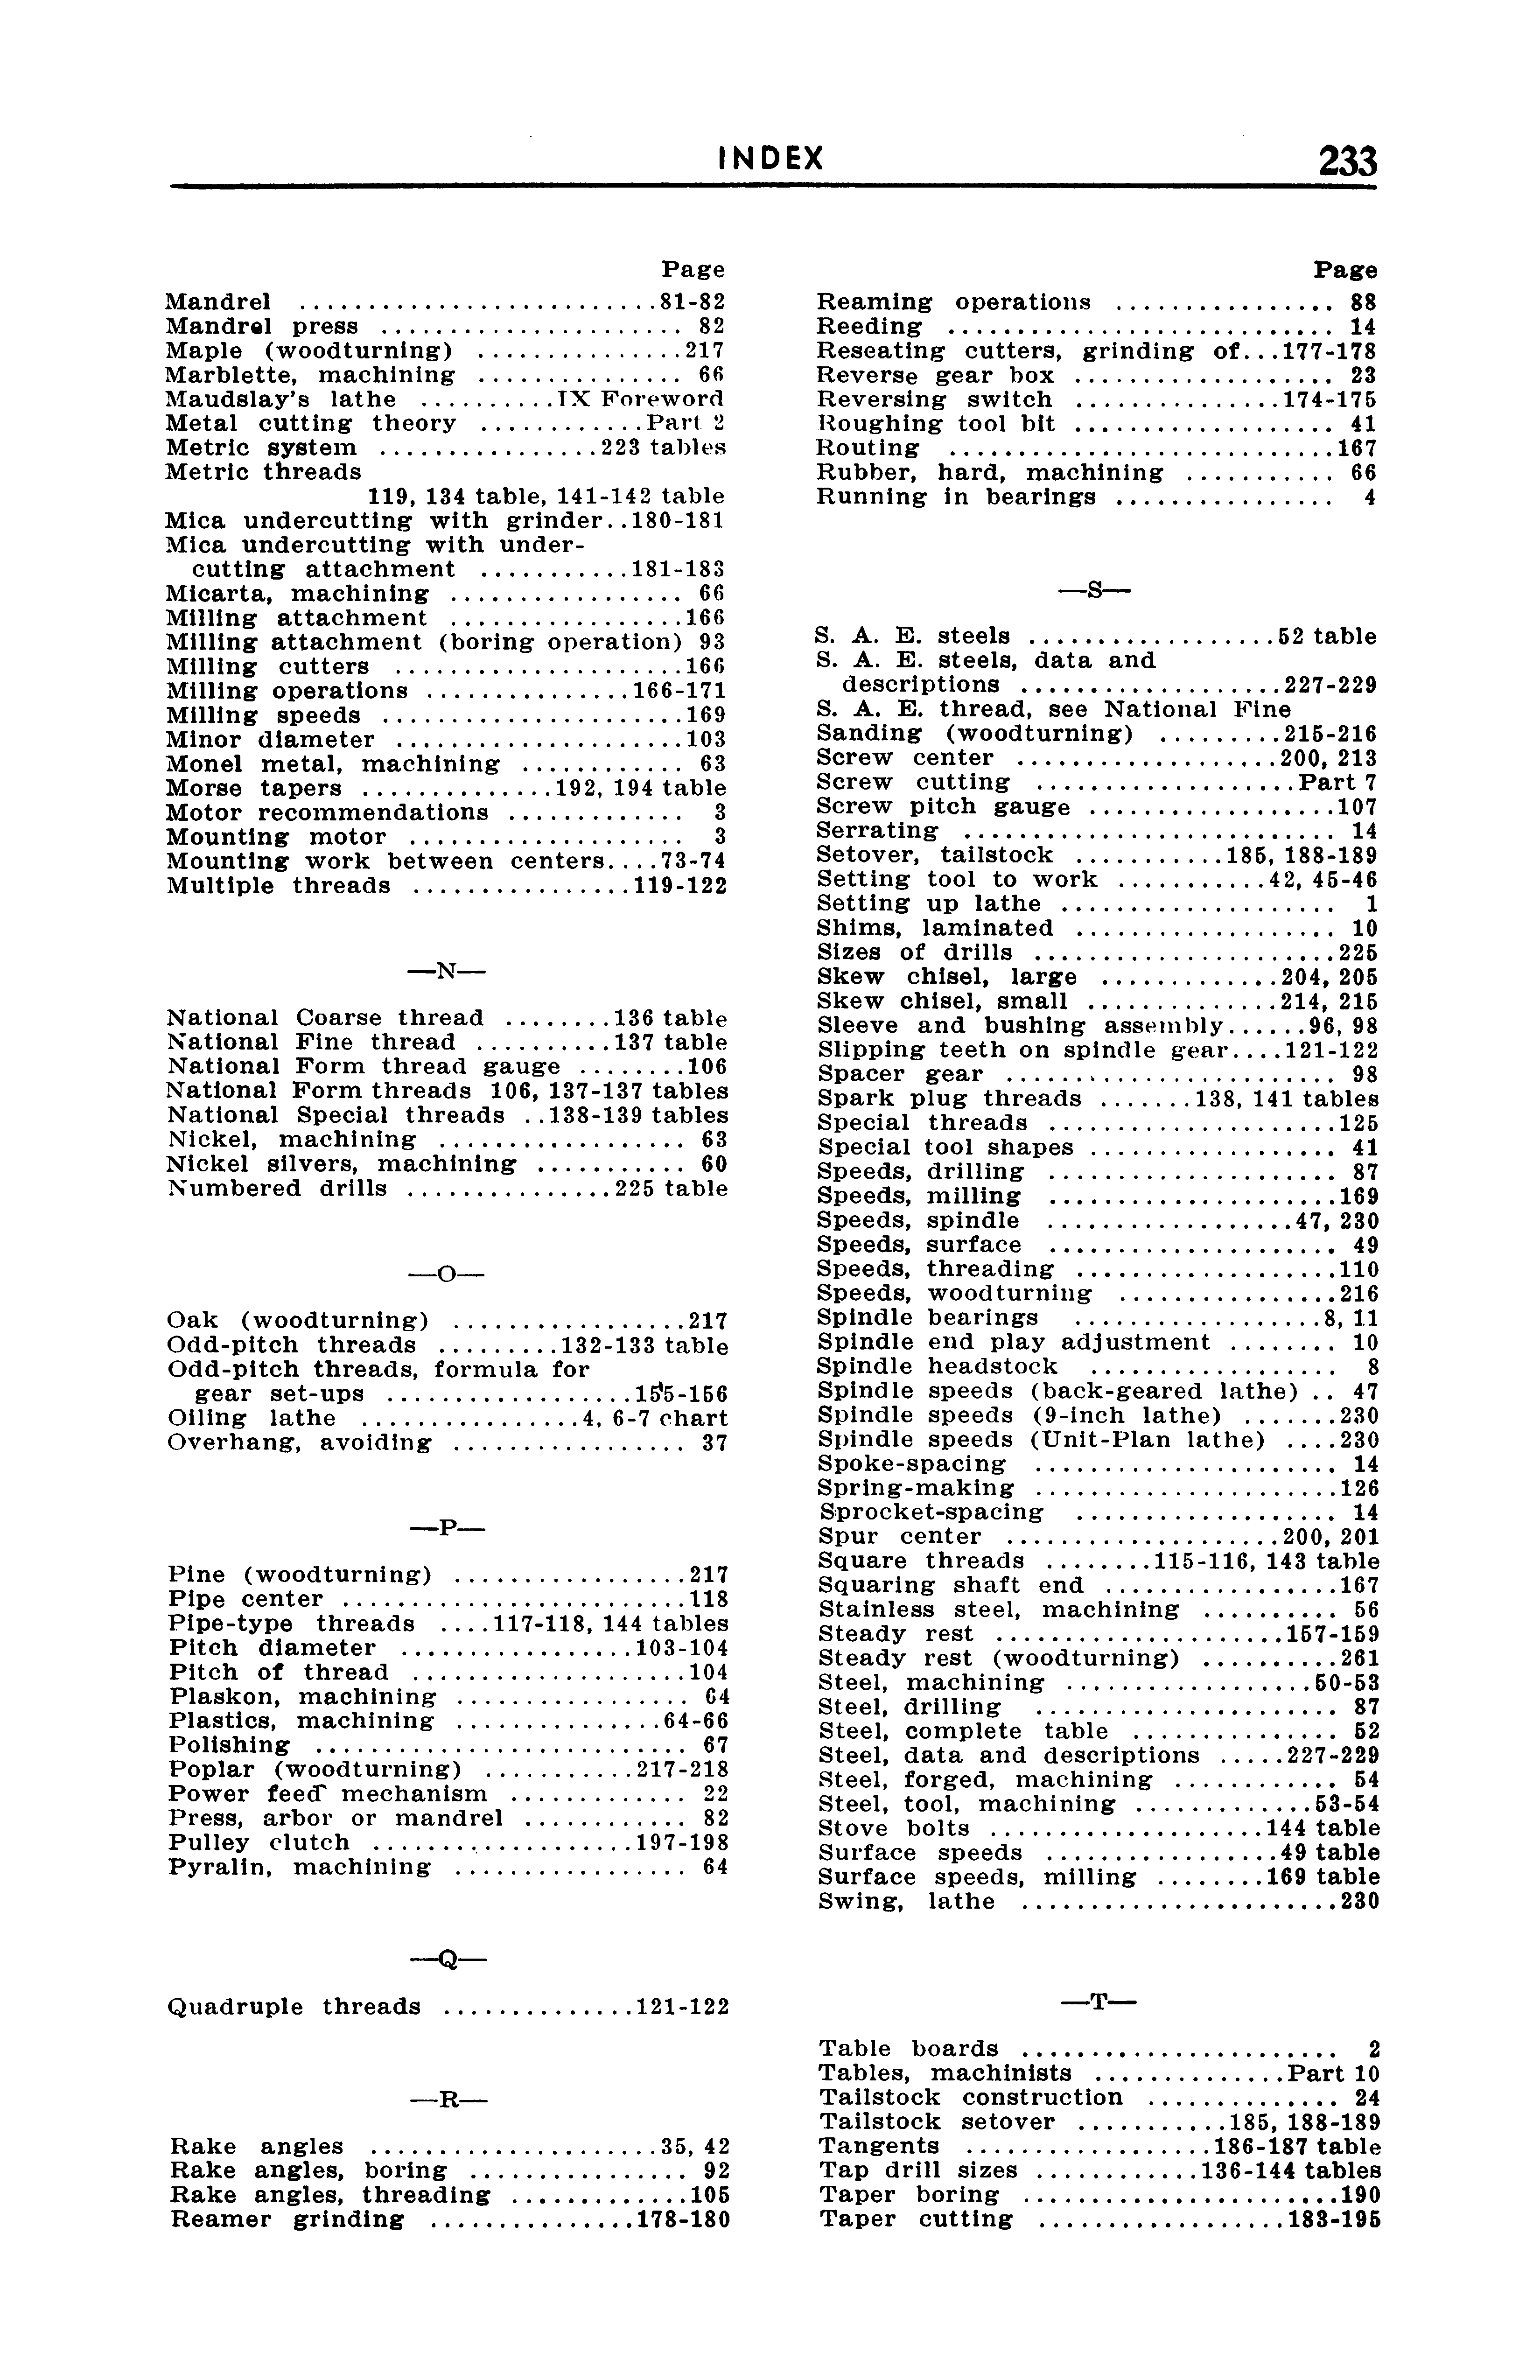 INDEX 233
Page
Mandrel ..........................81-82
Mandrel press ...................... 82
Maple (woodturning) ...............217
Marblette, machining ............... 66
Maudslay's lathe ..........IX Foreword
Metal cutting theory ............Part 2
Metric system ................223 tables
Metric threads
119, 134 table, 141-142 table
Mica undercutting with grinder..180-181
Mica undercutting with under-
cutting attachment ...........181-183
Micarta, machining ................. 66
Milling attachment .................166
Milling attachment (boring operation) 93
Milling cutters .....................166
Milling operations ...............166-171
Milling speeds ......................169
Minor diameter .....................103
Monel metal, machining ............ 63
Morse tapers ..............192, 194 table
Motor recommendations ............. 3
Mounting motor .................... 3
Mounting work between centers....73-74
Multiple threads ................119-122
—N—
National Coarse thread ........136 table
National Fine thread ..........137 table
National Form thread gauge ........106
National Form threads 106, 137-137 tables
National Special threads ..138-139 tables
Nickel, machining .................. 63
Nickel silvers, machining ........... 60
Numbered drills ...............225 table
—O—
Oak (woodturning) .................217
Odd-pitch threads .........132-133 table
Odd-pitch threads, formula for
gear set-ups ..................155-156
Oiling lathe ................4, 6-7 chart
Overhang, avoiding ................. 37
—P—
Pine (woodturning) .................217
Pipe center .........................118
Pipe-type threads ....117-118, 144 tables
Pitch diameter .................103-104
Pitch of thread ....................104
Plaskon, machining ................. 64
Plastics, machining ...............64-66
Polishing ........................... 67
Poplar (woodturning) ...........217-218
Power feed mechanism ............. 22
Press, arbor or mandrel ............ 82
Pulley clutch ...................197-198
Pyralin, machining ................. 64
—Q—
Quadruple threads ..............121-122
—R—
Rake angles .....................35, 42
Rake angles, boring ................ 92
Rake angles, threading .............105
Reamer grinding ...............178-180
Page
Reaming operations ................ 88
Reeding ............................ 14
Reseating cutters, grinding of...177-178
Reverse gear box ................... 23
Reversing switch ...............174-175
Roughing tool bit ................... 41
Routing ............................167
Rubber, hard, machining ........... 66
Running in bearings ................ 4
—S—
S. A. E. steels ..................52 table
S. A. E. steels, data and
descriptions ...................227-229
S. A. E. thread, see National Fine
Sanding (woodturning) .........215-216
Screw center ...................200, 213
Screw cutting ...................Part 7
Screw pitch gauge ..................107
Serrating ........................... 14
Setover, tailstock ...........185, 188-189
Setting tool to work ...........42, 45-46
Setting up lathe .................... 1
Shims, laminated ................... 10
Sizes of drills ......................225
Skew chisel, large .............204, 205
Skew chisel, small ..............214, 215
Sleeve and bushing assembly......96, 98
Slipping teeth on spindle gear....121-122
Spacer gear ........................ 98
Spark plug threads .......138, 141 tables
Special threads .....................125
Special tool shapes .................. 41
Speeds, drilling ..................... 87
Speeds, milling .....................169
Speeds, spindle ..................47, 230
Speeds, surface ..................... 49
Speeds, threading ...................110
Speeds, woodturning ................216
Spindle bearings ..................8, 11
Spindle end play adjustment ........ 10
Spindle headstock .................. 8
Spindle speeds (back-geared lathe) .. 47
Spindle speeds (9-inch lathe) .......230
Spindle speeds (Unit-Plan lathe) ....230
Spoke-spacing ...................... 14
Spring-making ......................126
Sprocket-spacing ................... 14
Spur center ....................200, 201
Square threads ........115-116, 143 table
Squaring shaft end .................167
Stainless steel, machining .......... 56
Steady rest .....................157-159
Steady rest (woodturning) ..........261
Steel, machining ..................50-53
Steel, drilling ...................... 87
Steel, complete table ............... 52
Steel, data and descriptions .....227-229
Steel, forged, machining ............ 54
Steel, tool, machining .............53-54
Stove bolts ....................144 table
Surface speeds .................49 table
Surface speeds, milling ........169 table
Swing, lathe .......................230
—T—
Table boards ....................... 2
Tables, machinists ..............Part 10
Tailstock construction .............. 24
Tailstock setover ...........185, 188-189
Tangents ..................186-187 table
Tap drill sizes ............136-144 tables
Taper boring .......................190
Taper cutting ..................183-195